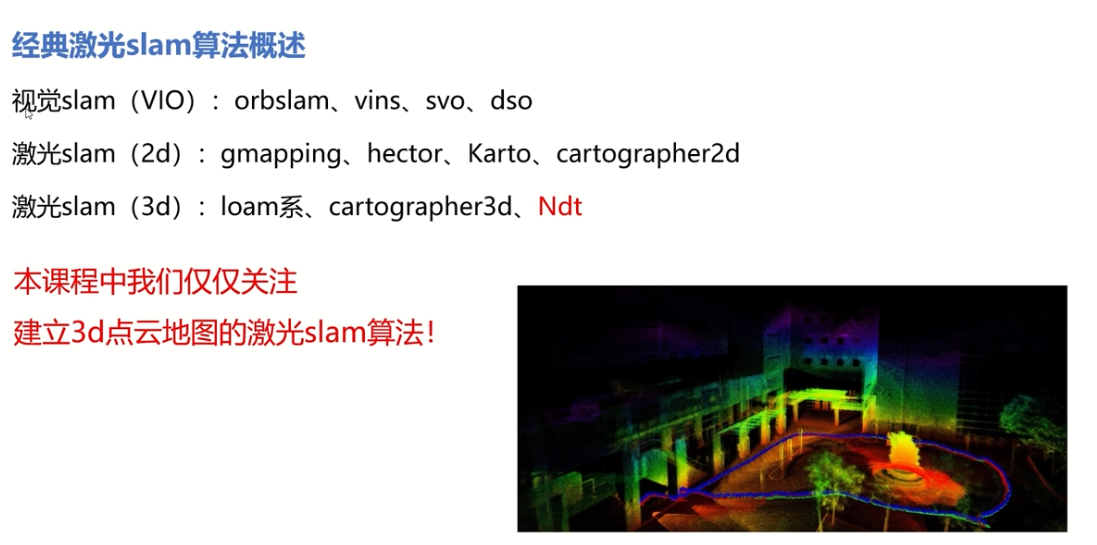 经典激光slam算法概述
视觉slam（VIO）：orbslam、vins、svo、dso
激光slam（2d）：gmapping、hector、Karto、cartographer2d
激光slam（3d）：loam系、cartographer3d、Ndt
本课程中我们仅仅关注
建立3d点云地图的激光slam算法！